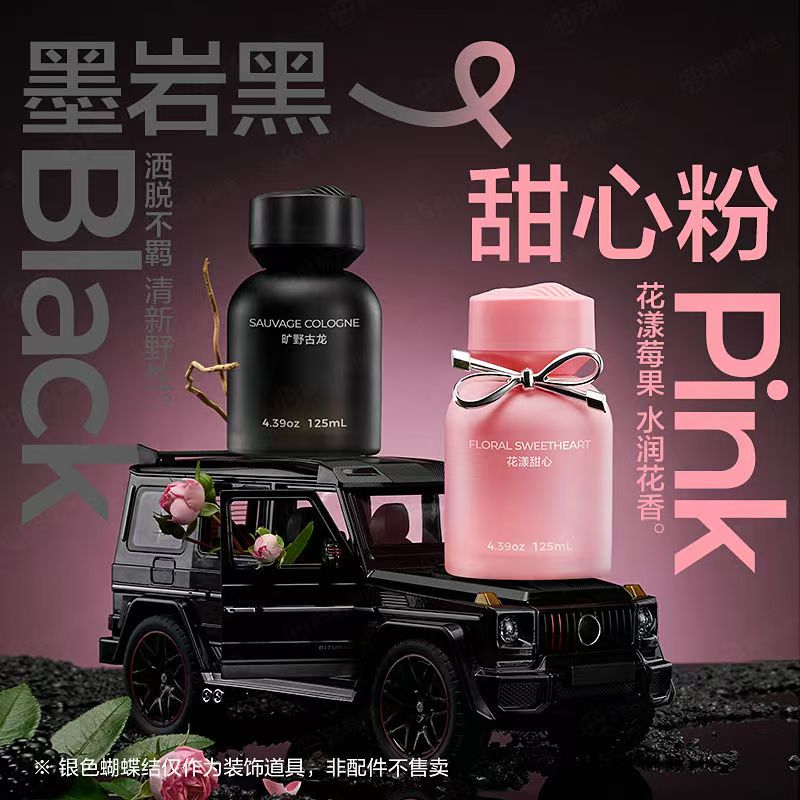 墨岩黑
Black
洒脱不羁 清新野性。
甜心粉
Pink
花漾莓果 水润花香。
SAUVAGE COLOGNE
旷野古龙
4.39oz 125mL
FLORAL SWEETHEART
花漾甜心
4.39oz 125mL
※ 银色蝴蝶结仅作为装饰道具，非配件不售卖